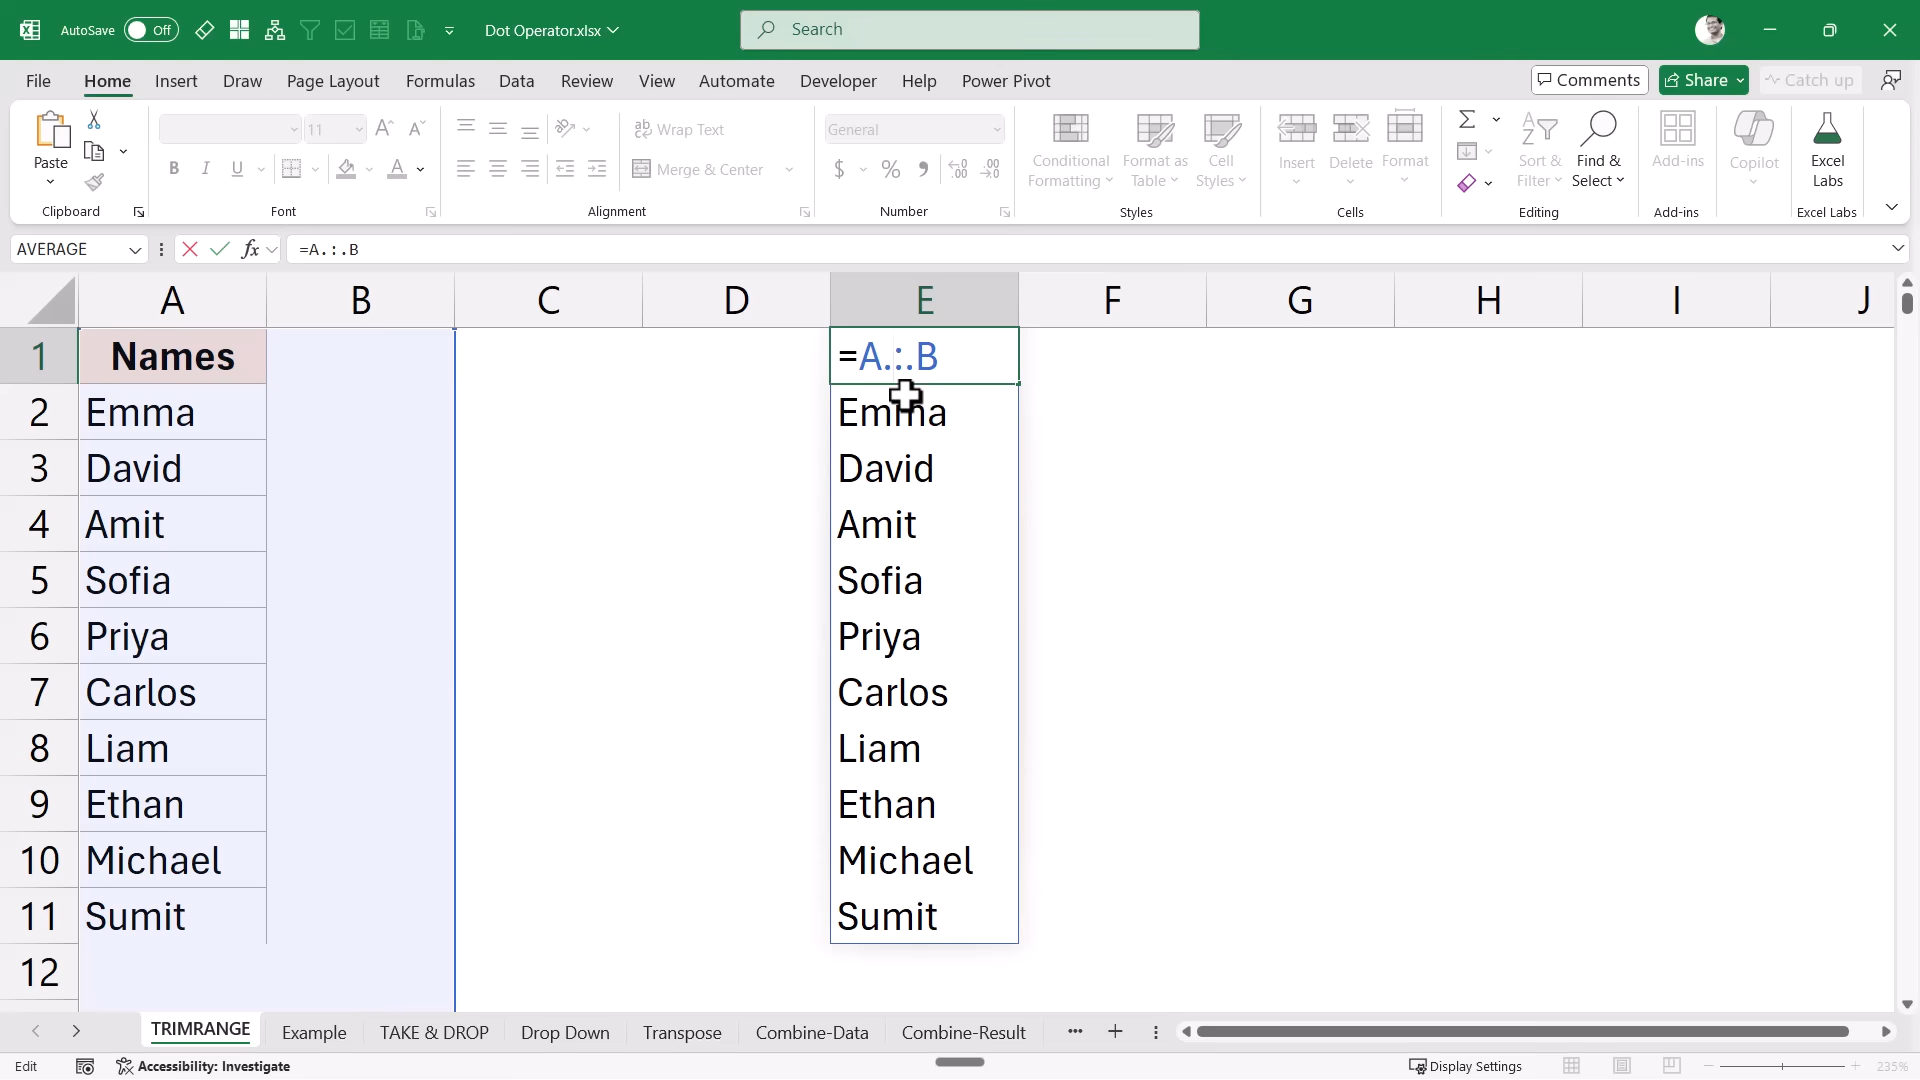 AutoSave Off Dot Operator.xlsx Search
File Home Insert Draw Page Layout Formulas Data Review View Automate Developer Help Power Pivot Comments Share Catch up
Paste
Clipboard
11
B I U
A A
Font
ab Wrap Text
Merge & Center
Alignment
General
$ % 9
Number
Conditional Formatting
Format as Table
Cell Styles
Styles
Insert
Delete
Format
Cells
Sort & Filter
Find & Select
Editing
Add-ins
Add-ins
Copilot
Excel Labs
Excel Labs
AVERAGE fx =A.:.B
A B C D E F G H I J
1 Names =A.:.B
2 Emma Emma
3 David David
4 Amit Amit
5 Sofia Sofia
6 Priya Priya
7 Carlos Carlos
8 Liam Liam
9 Ethan Ethan
10 Michael Michael
11 Sumit Sumit
12
TRIMRANGE Example TAKE & DROP Drop Down Transpose Combine-Data Combine-Result
Edit Accessibility: Investigate Display Settings 235%